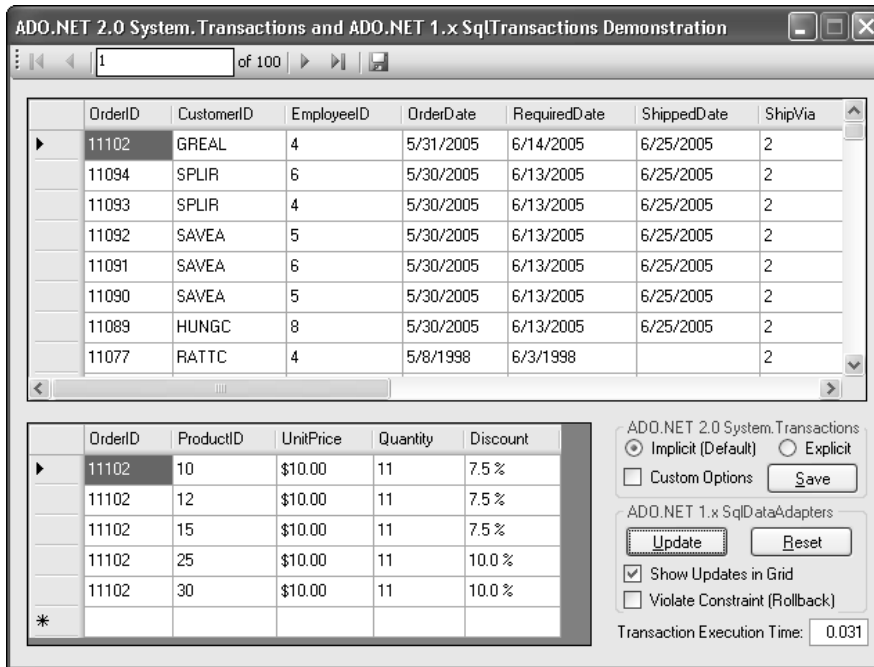 ADO.NET 2.0 System.Transactions and ADO.NET 1.x SqlTransactions Demonstration
1 of 100
OrderID CustomerID EmployeeID OrderDate RequiredDate ShippedDate ShipVia
11102 GREAL 4 5/31/2005 6/14/2005 6/25/2005 2
11094 SPLIR 6 5/30/2005 6/13/2005 6/25/2005 2
11093 SPLIR 4 5/30/2005 6/13/2005 6/25/2005 2
11092 SAVEA 5 5/30/2005 6/13/2005 6/25/2005 2
11091 SAVEA 6 5/30/2005 6/13/2005 6/25/2005 2
11090 SAVEA 5 5/30/2005 6/13/2005 6/25/2005 2
11089 HUNGC 8 5/30/2005 6/13/2005 6/25/2005 2
11077 RATTC 4 5/8/1998 6/3/1998 2
OrderID ProductID UnitPrice Quantity Discount
11102 10 $10.00 11 7.5 %
11102 12 $10.00 11 7.5 %
11102 15 $10.00 11 7.5 %
11102 25 $10.00 11 10.0 %
11102 30 $10.00 11 10.0 %
ADO.NET 2.0 System.Transactions
Implicit (Default) Explicit
Custom Options Save
ADO.NET 1.x SqlDataAdapters
Update Reset
Show Updates in Grid
Violate Constraint (Rollback)
Transaction Execution Time: 0.031